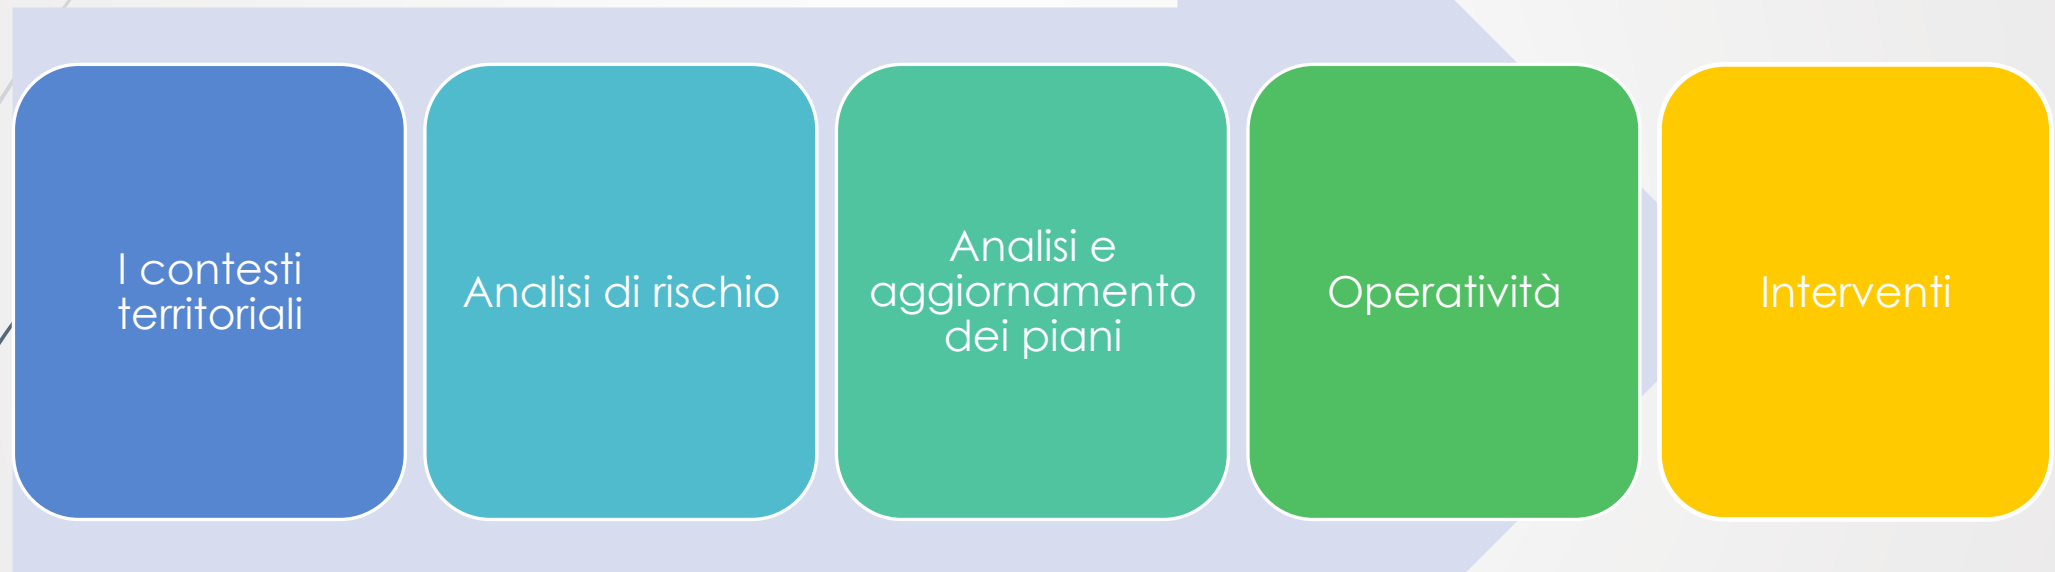 I contesti
territoriali
Analisi di rischio
Analisi e
aggiornamento
dei piani
Operatività
Interventi